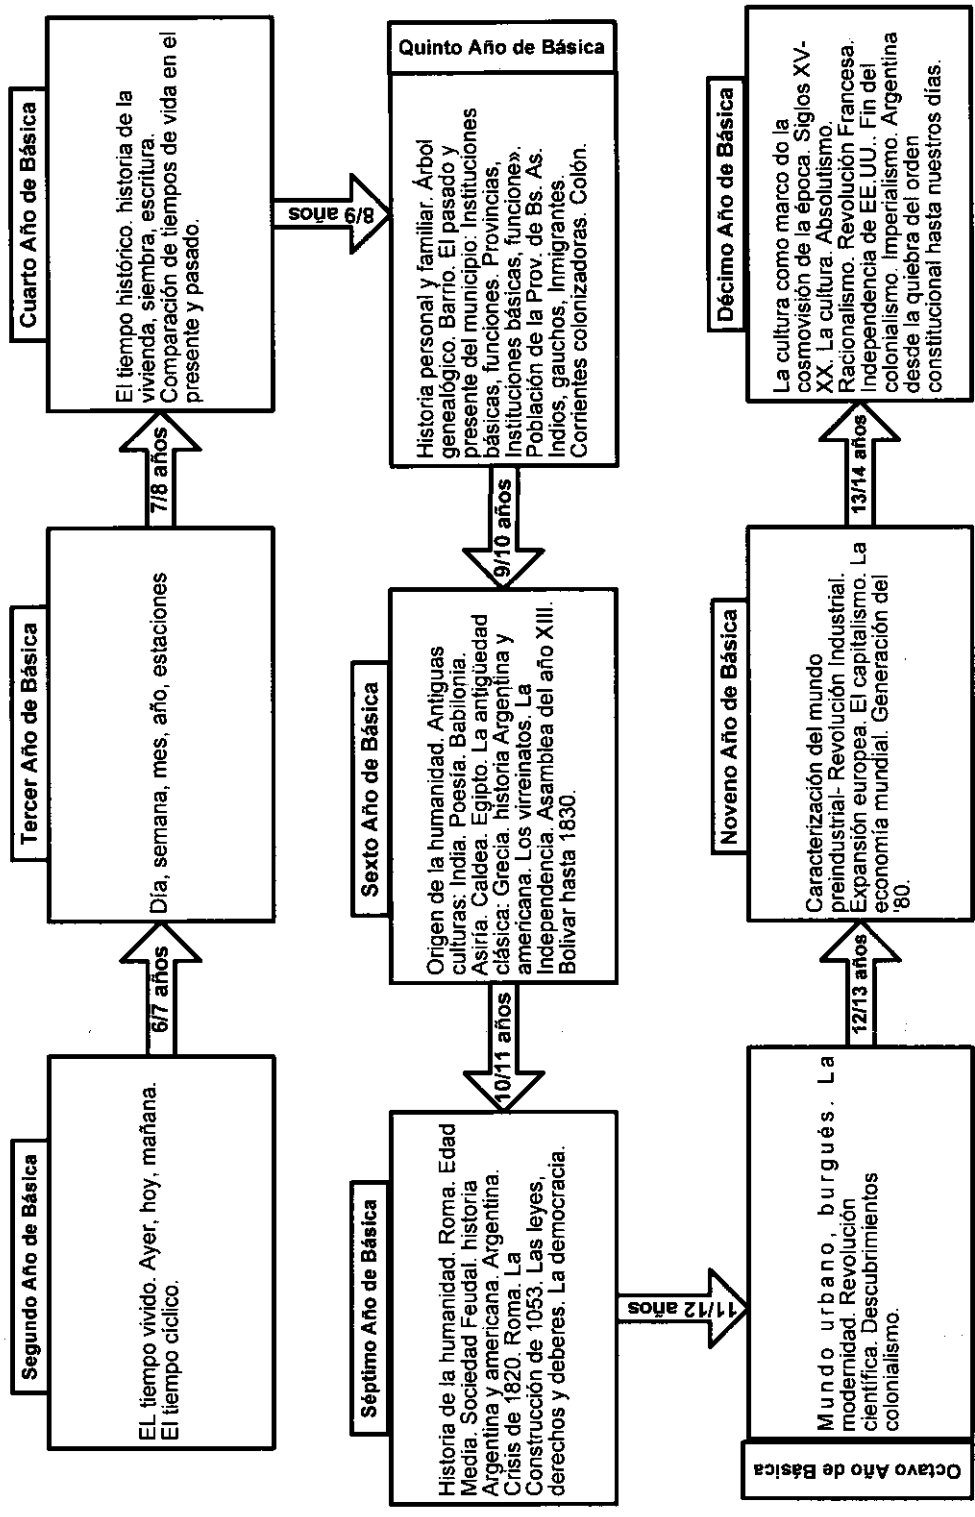 Segundo Año de Básica
EL tiempo vivido. Ayer, hoy, mañana.
El tiempo cíclico.
6/7 años
Tercer Año de Básica
Día, semana, mes, año, estaciones
7/8 años
Cuarto Año de Básica
El tiempo histórico. historia de la
vivienda, siembra, escritura.
Comparación de tiempos de vida en el
presente y pasado.
8/9 años
Quinto Año de Básica
Historia personal y familiar. Árbol
genealógico. Barrio. El pasado y
presente del municipio: Instituciones
básicas, funciones. Provincias,
Instituciones básicas, funcione».
Población de la Prov. de Bs. As.
Indios, gauchos, Inmigrantes.
Corrientes colonizadoras. Colón.
9/10 años
Sexto Año de Básica
Origen de la humanidad. Antiguas
culturas: India. Poesía. Babilonia.
Asiría. Caldea. Egipto. La antigüedad
clásica: Grecia. historia Argentina y
americana. Los virreinatos. La
Independencia. Asamblea del año XIII.
Bolivar hasta 1830.
10/11 años
Séptimo Año de Básica
Historia de la humanidad. Roma. Edad
Media. Sociedad Feudal. historia
Argentina y americana. Argentina.
Crisis de 1820. Roma. La
Construcción de 1053. Las leyes,
derechos y deberes. La democracia.
11/12 años
Octavo Año de Básica
Mundo urbano, burgués. La
modernidad. Revolución
científica. Descubrimientos
colonialismo.
12/13 años
Noveno Año de Básica
Caracterización del mundo
preindustrial- Revolución Industrial.
Expansión europea. El capitalismo. La
economía mundial. Generación del
'80.
13/14 años
Décimo Año de Básica
La cultura como marco do la
cosmovisión de la época. Siglos XV-
XX. La cultura. Absolutismo.
Racionalismo. Revolución Francesa.
Independencia de EE.UU.. Fin del
colonialismo. Imperialismo. Argentina
desde la quiebra del orden
constitucional hasta nuestros días.